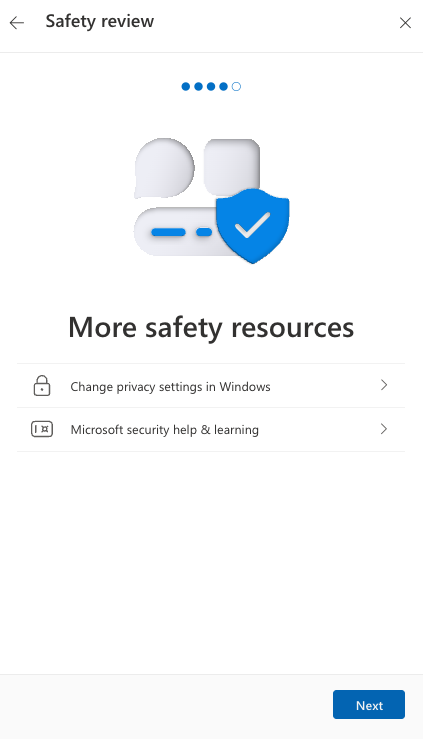 Safety review
More safety resources
Change privacy settings in Windows
Microsoft security help & learning
Next